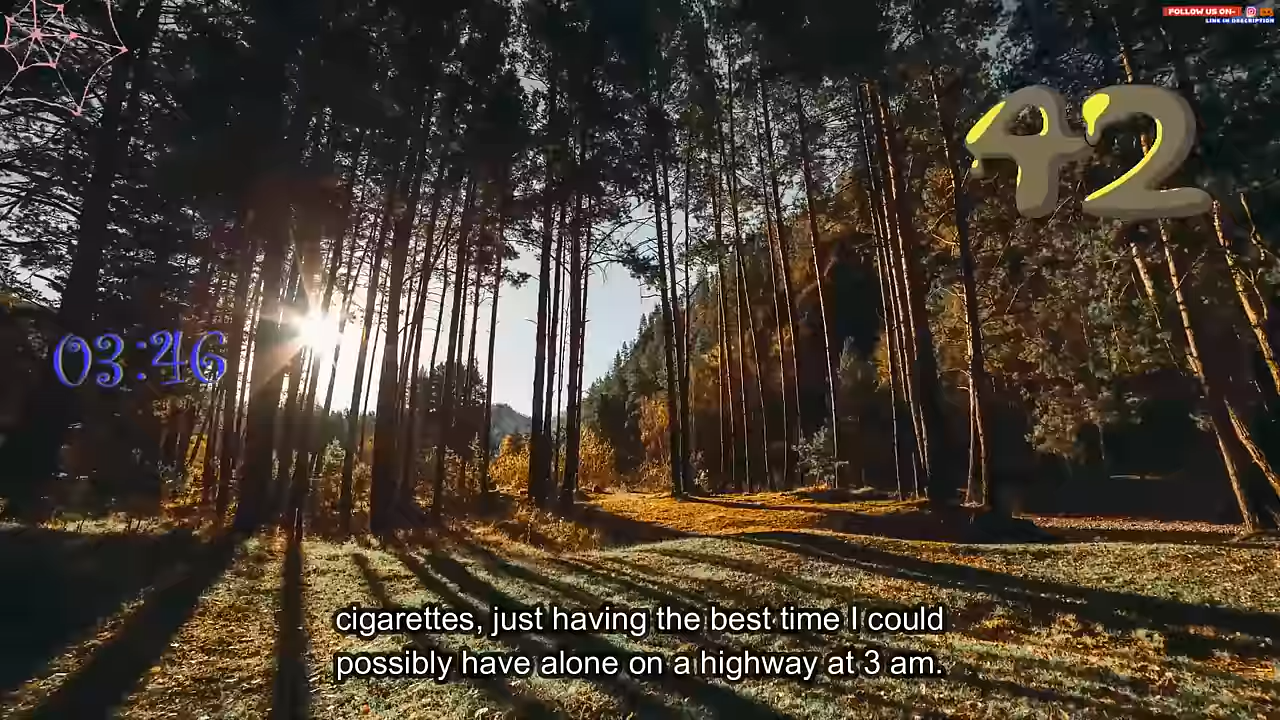 FOLLOW US ON-
LINK IN DESCRIPTION
42
03:46
cigarettes, just having the best time I could
possibly have alone on a highway at 3 am.